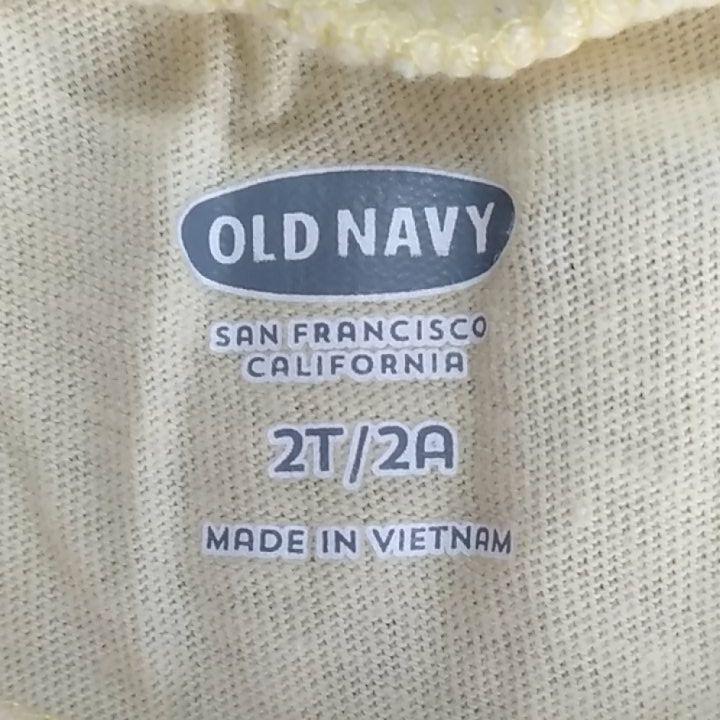 OLD NAVY
SAN FRANCISCO
CALIFORNIA
2T/2A
MADE IN VIETNAM